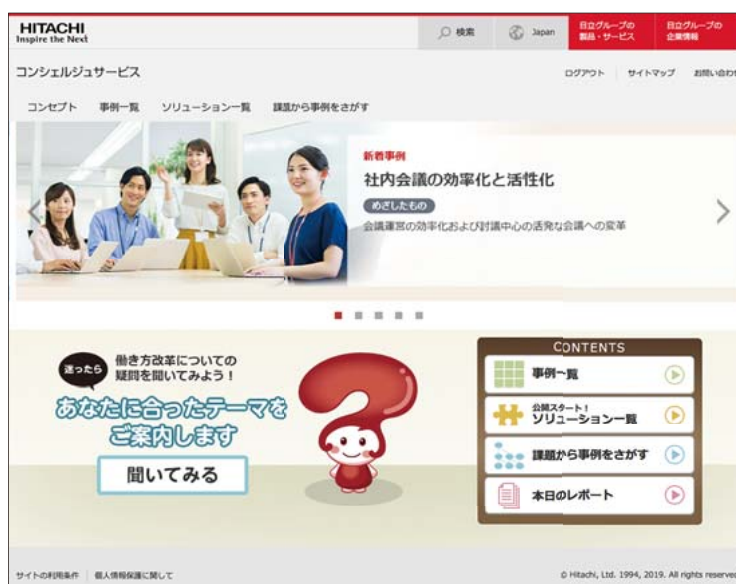 HITACHI
Inspire the Next
検索
Japan
日立グループの
製品・サービス
日立グループの
企業情報
コンシェルジュサービス
ログアウト
サイトマップ
お問い合わせ
コンセプト
事例一覧
ソリューション一覧
課題から事例をさがす
新着事例
社内会議の効率化と活性化
めざしたもの
会議運営の効率化および討議中心の活発な会議への変革
迷ったら
働き方改革についての
疑問を聞いてみよう！
あなたに合ったテーマを
ご案内します
聞いてみる
CONTENTS
事例一覧
公開スタート！
ソリューション一覧
課題から事例をさがす
本日のレポート
サイトの利用条件
個人情報保護に関して
© Hitachi, Ltd. 1994, 2019. All rights reserved